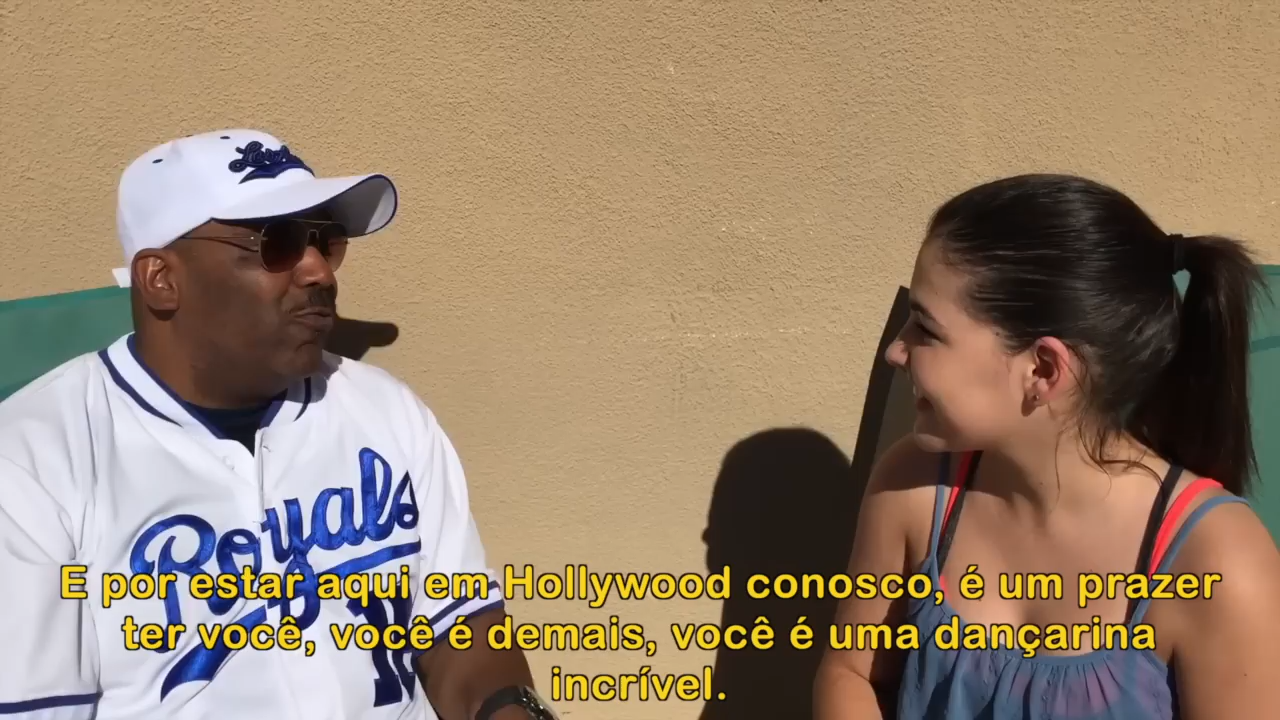 Royals
E por estar aqui em Hollywood conosco, é um prazer
ter você, você é demais, você é uma dançarina
incrível.